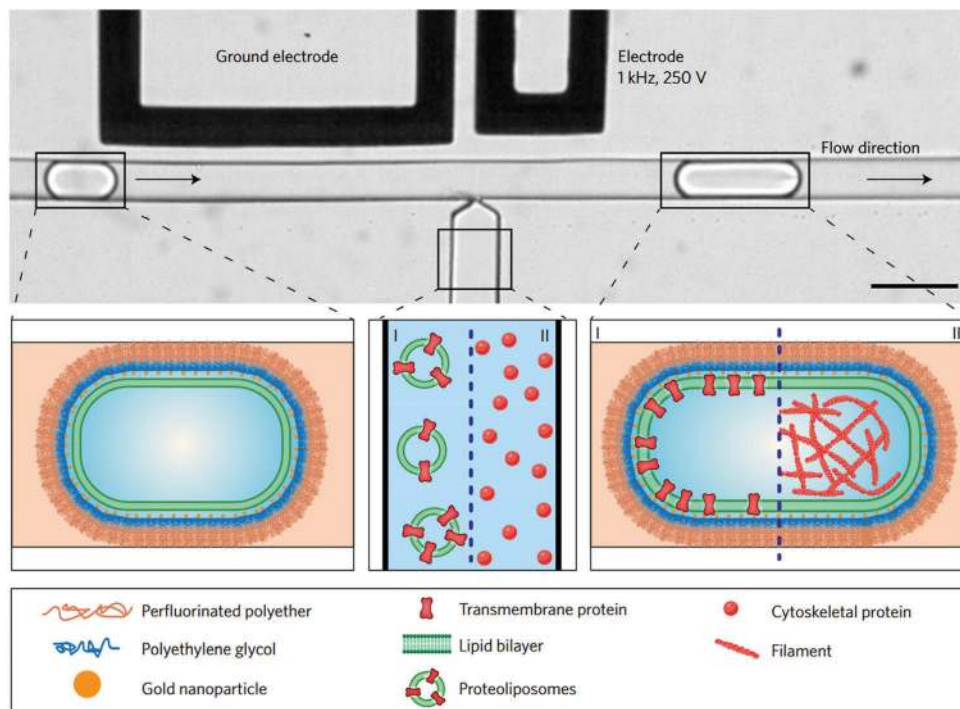 Ground electrode
Electrode
1 kHz, 250 V
Flow direction
I
II
I
II
Perfluorinated polyether
Transmembrane protein
Cytoskeletal protein
Polyethylene glycol
Lipid bilayer
Filament
Gold nanoparticle
Proteoliposomes